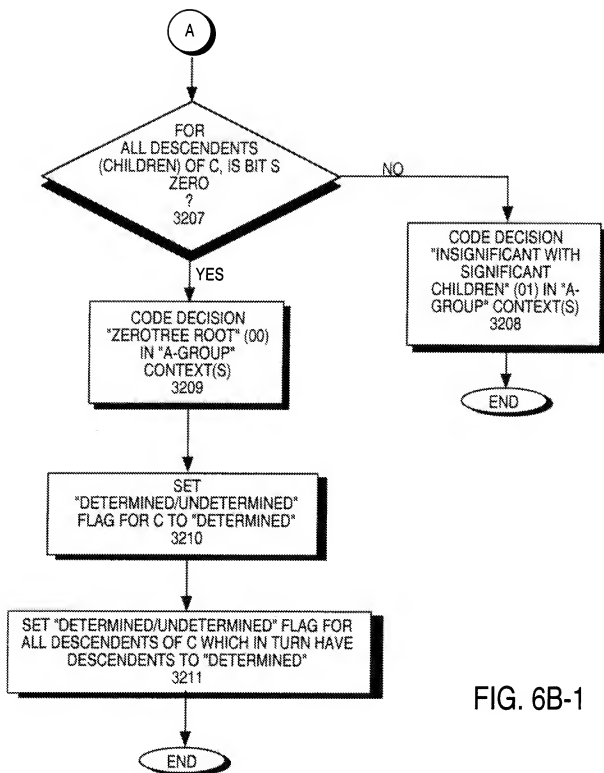 A
FOR
ALL DESCENDENTS
(CHILDREN) OF C, IS BIT S
ZERO
?
3207
NO
YES
CODE DECISION
"INSIGNIFICANT WITH
SIGNIFICANT
CHILDREN" (01) IN "A-
GROUP" CONTEXT(S)
3208
END
CODE DECISION
"ZEROTREE ROOT" (00)
IN "A-GROUP"
CONTEXT(S)
3209
SET
"DETERMINED/UNDETERMINED"
FLAG FOR C TO "DETERMINED"
3210
SET "DETERMINED/UNDETERMINED" FLAG FOR
ALL DESCENDENTS OF C WHICH IN TURN HAVE
DESCENDENTS TO "DETERMINED"
3211
END
FIG. 6B-1